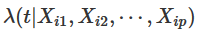 λ(t|X_{i1}, X_{i2}, ⋯, X_{ip})